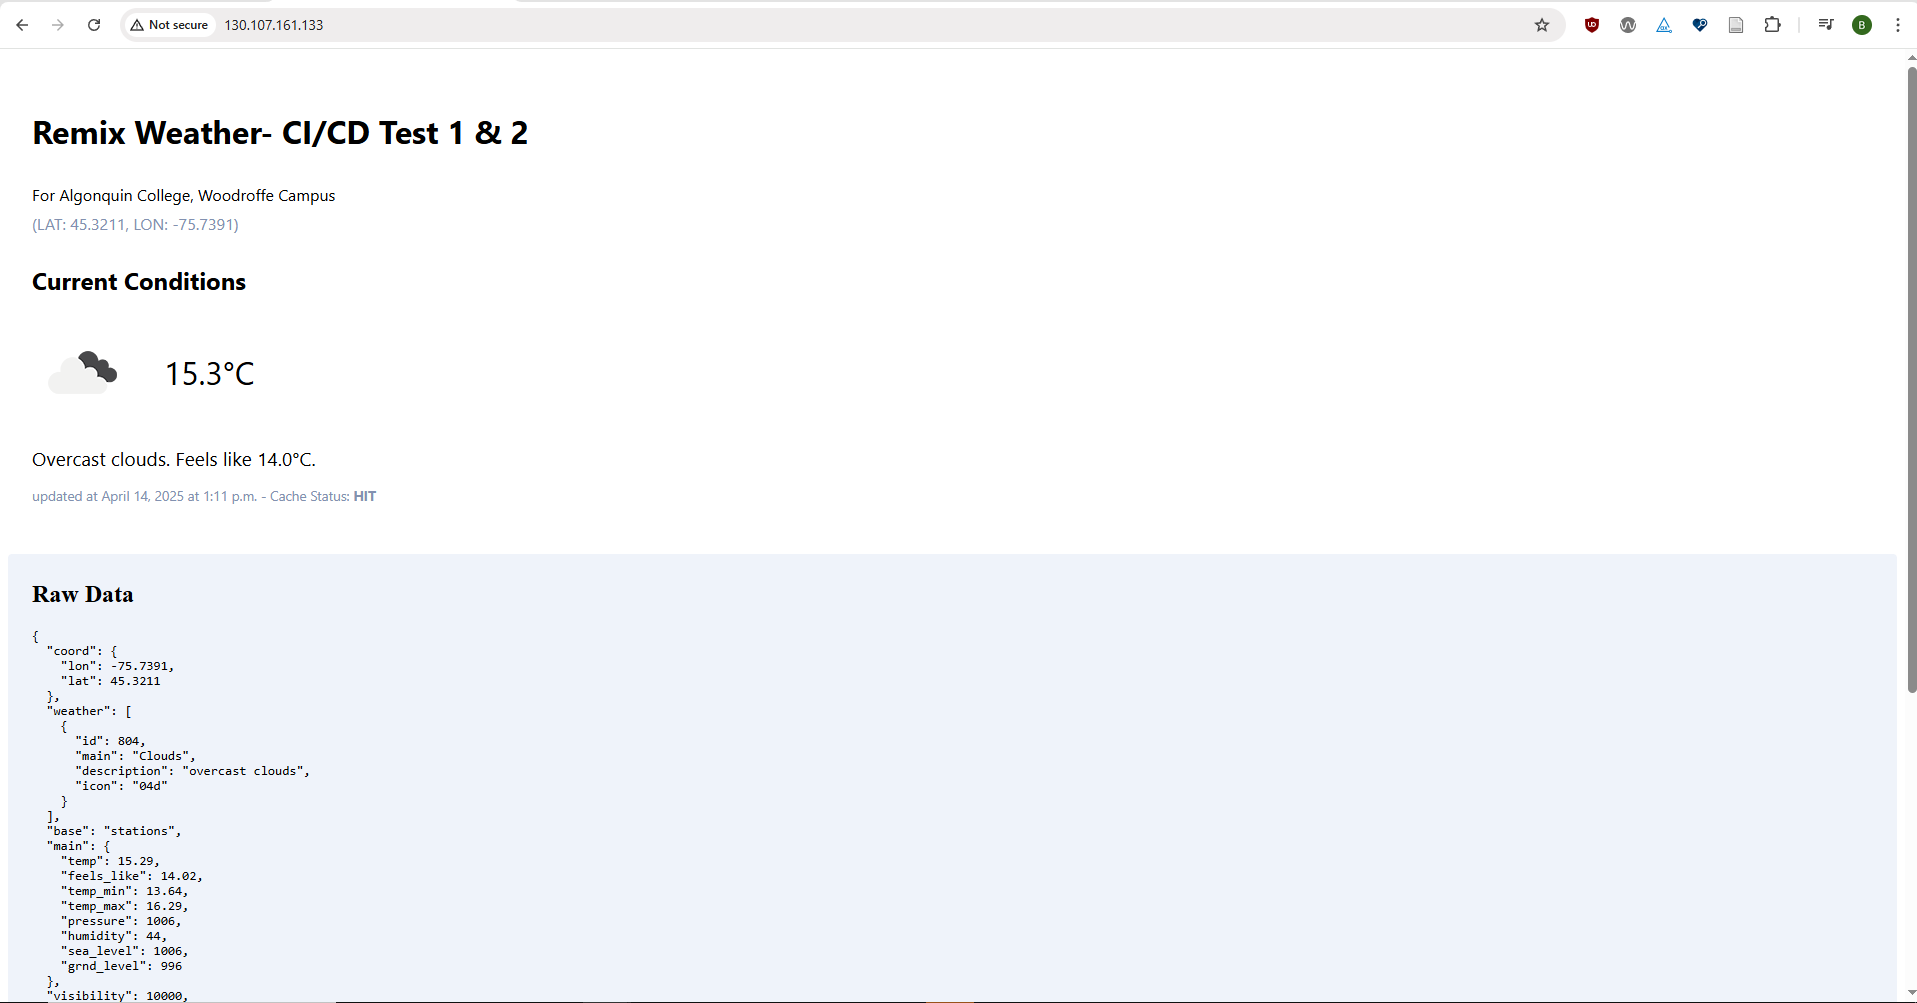 Not secure 130.107.161.133
B
Remix Weather- CI/CD Test 1 & 2
For Algonquin College, Woodroffe Campus
(LAT: 45.3211, LON: -75.7391)
Current Conditions
15.3°C
Overcast clouds. Feels like 14.0°C.
updated at April 14, 2025 at 1:11 p.m. - Cache Status: HIT
Raw Data
{
  "coord": {
    "lon": -75.7391,
    "lat": 45.3211
  },
  "weather": [
    {
      "id": 804,
      "main": "Clouds",
      "description": "overcast clouds",
      "icon": "04d"
    }
  ],
  "base": "stations",
  "main": {
    "temp": 15.29,
    "feels_like": 14.02,
    "temp_min": 13.64,
    "temp_max": 16.29,
    "pressure": 1006,
    "humidity": 44,
    "sea_level": 1006,
    "grnd_level": 996
  },
  "visibility": 10000,